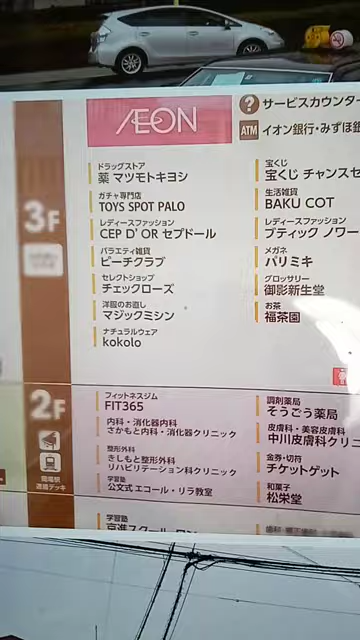 ÆON
? サービスカウンタ
ATM イオン銀行・みずほ銀
3F
ドラッグストア
薬 マツモトキヨシ
ガチャ専門店
TOYS SPOT PALO
レディースファッション
CEP D' OR セプドール
バラエティ雑貨
ピーチクラブ
セレクトショップ
チェックローズ
洋服のお直し
マジックミシン
ナチュラルウェア
kokolo
宝くじ
宝くじ チャンスセ
生活雑貨
BAKU COT
レディースファッション
ブティック ノワー
メガネ
パリミキ
グロッサリー
御影新生堂
お茶
福茶園
2F
フィットネスジム
FIT365
内科・消化器内科
さかもと内科・消化器クリニック
整形外科
きしもと整形外科
リハビリテーション科クリニック
学習塾
公文式 エコール・リラ教室
調剤薬局
そうごう薬局
皮膚科・美容皮膚科
中川皮膚科クリニ
金券・切符
チケットゲット
和菓子
松栄堂
学習塾